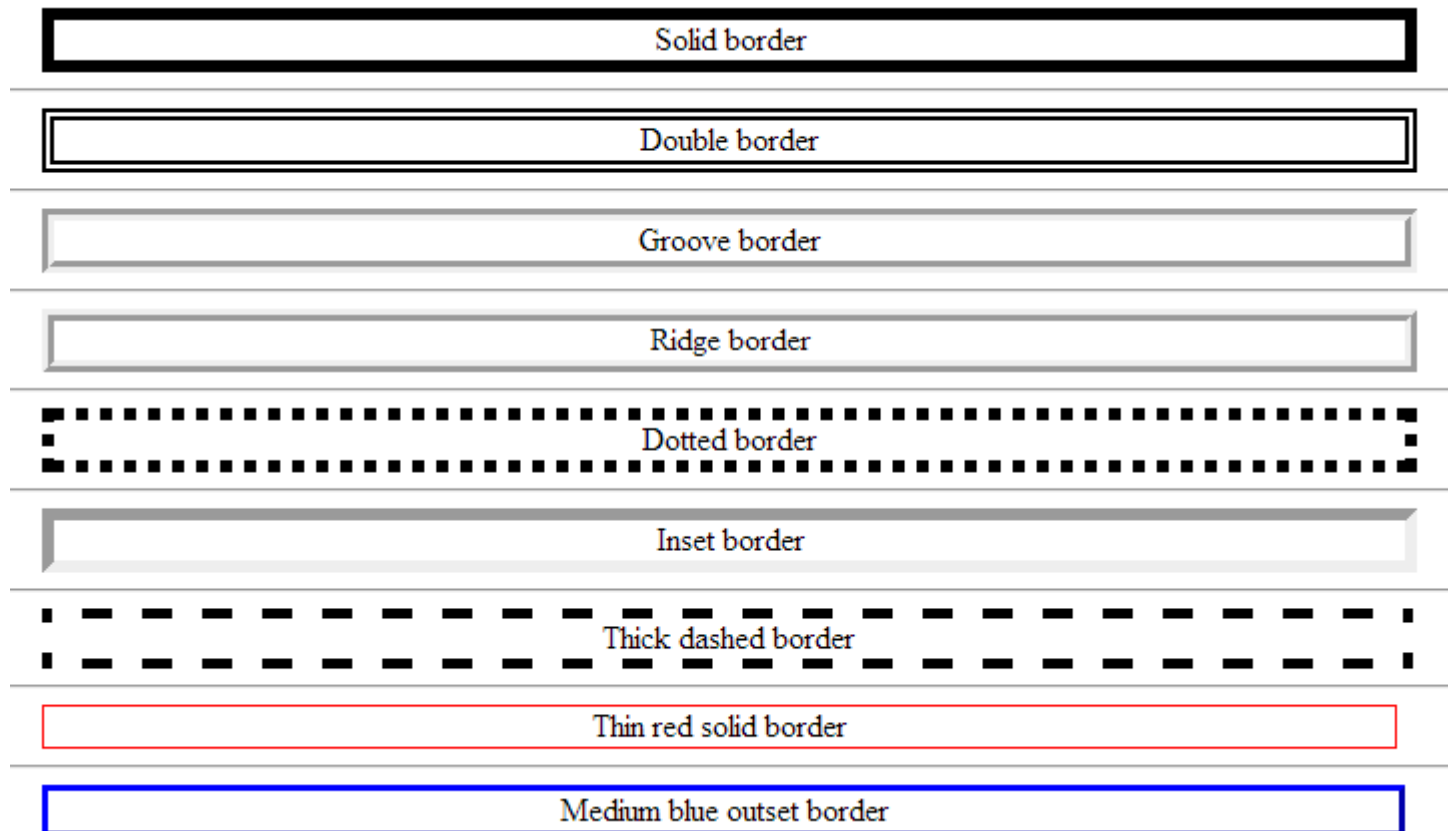 Solid border
Double border
Groove border
Ridge border
Dotted border
Inset border
Thick dashed border
Thin red solid border
Medium blue outset border